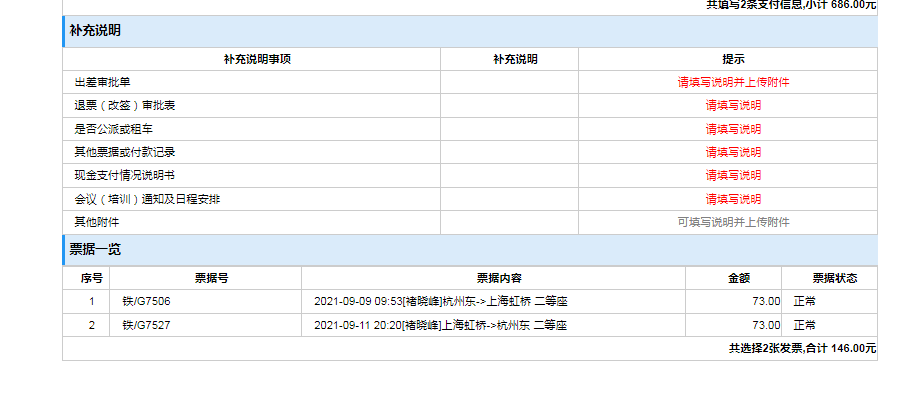 共填写2条支付信息,小计 686.00元
补充说明
补充说明事项 补充说明 提示
出差审批单 请填写说明并上传附件
退票（改签）审批表 请填写说明
是否公派或租车 请填写说明
其他票据或付款记录 请填写说明
现金支付情况说明书 请填写说明
会议（培训）通知及日程安排 请填写说明
其他附件 可填写说明并上传附件
票据一览
序号 票据号 票据内容 金额 票据状态
1 铁/G7506 2021-09-09 09:53[褚晓峰]杭州东->上海虹桥 二等座 73.00 正常
2 铁/G7527 2021-09-11 20:20[褚晓峰]上海虹桥->杭州东 二等座 73.00 正常
共选择2张发票,合计 146.00元